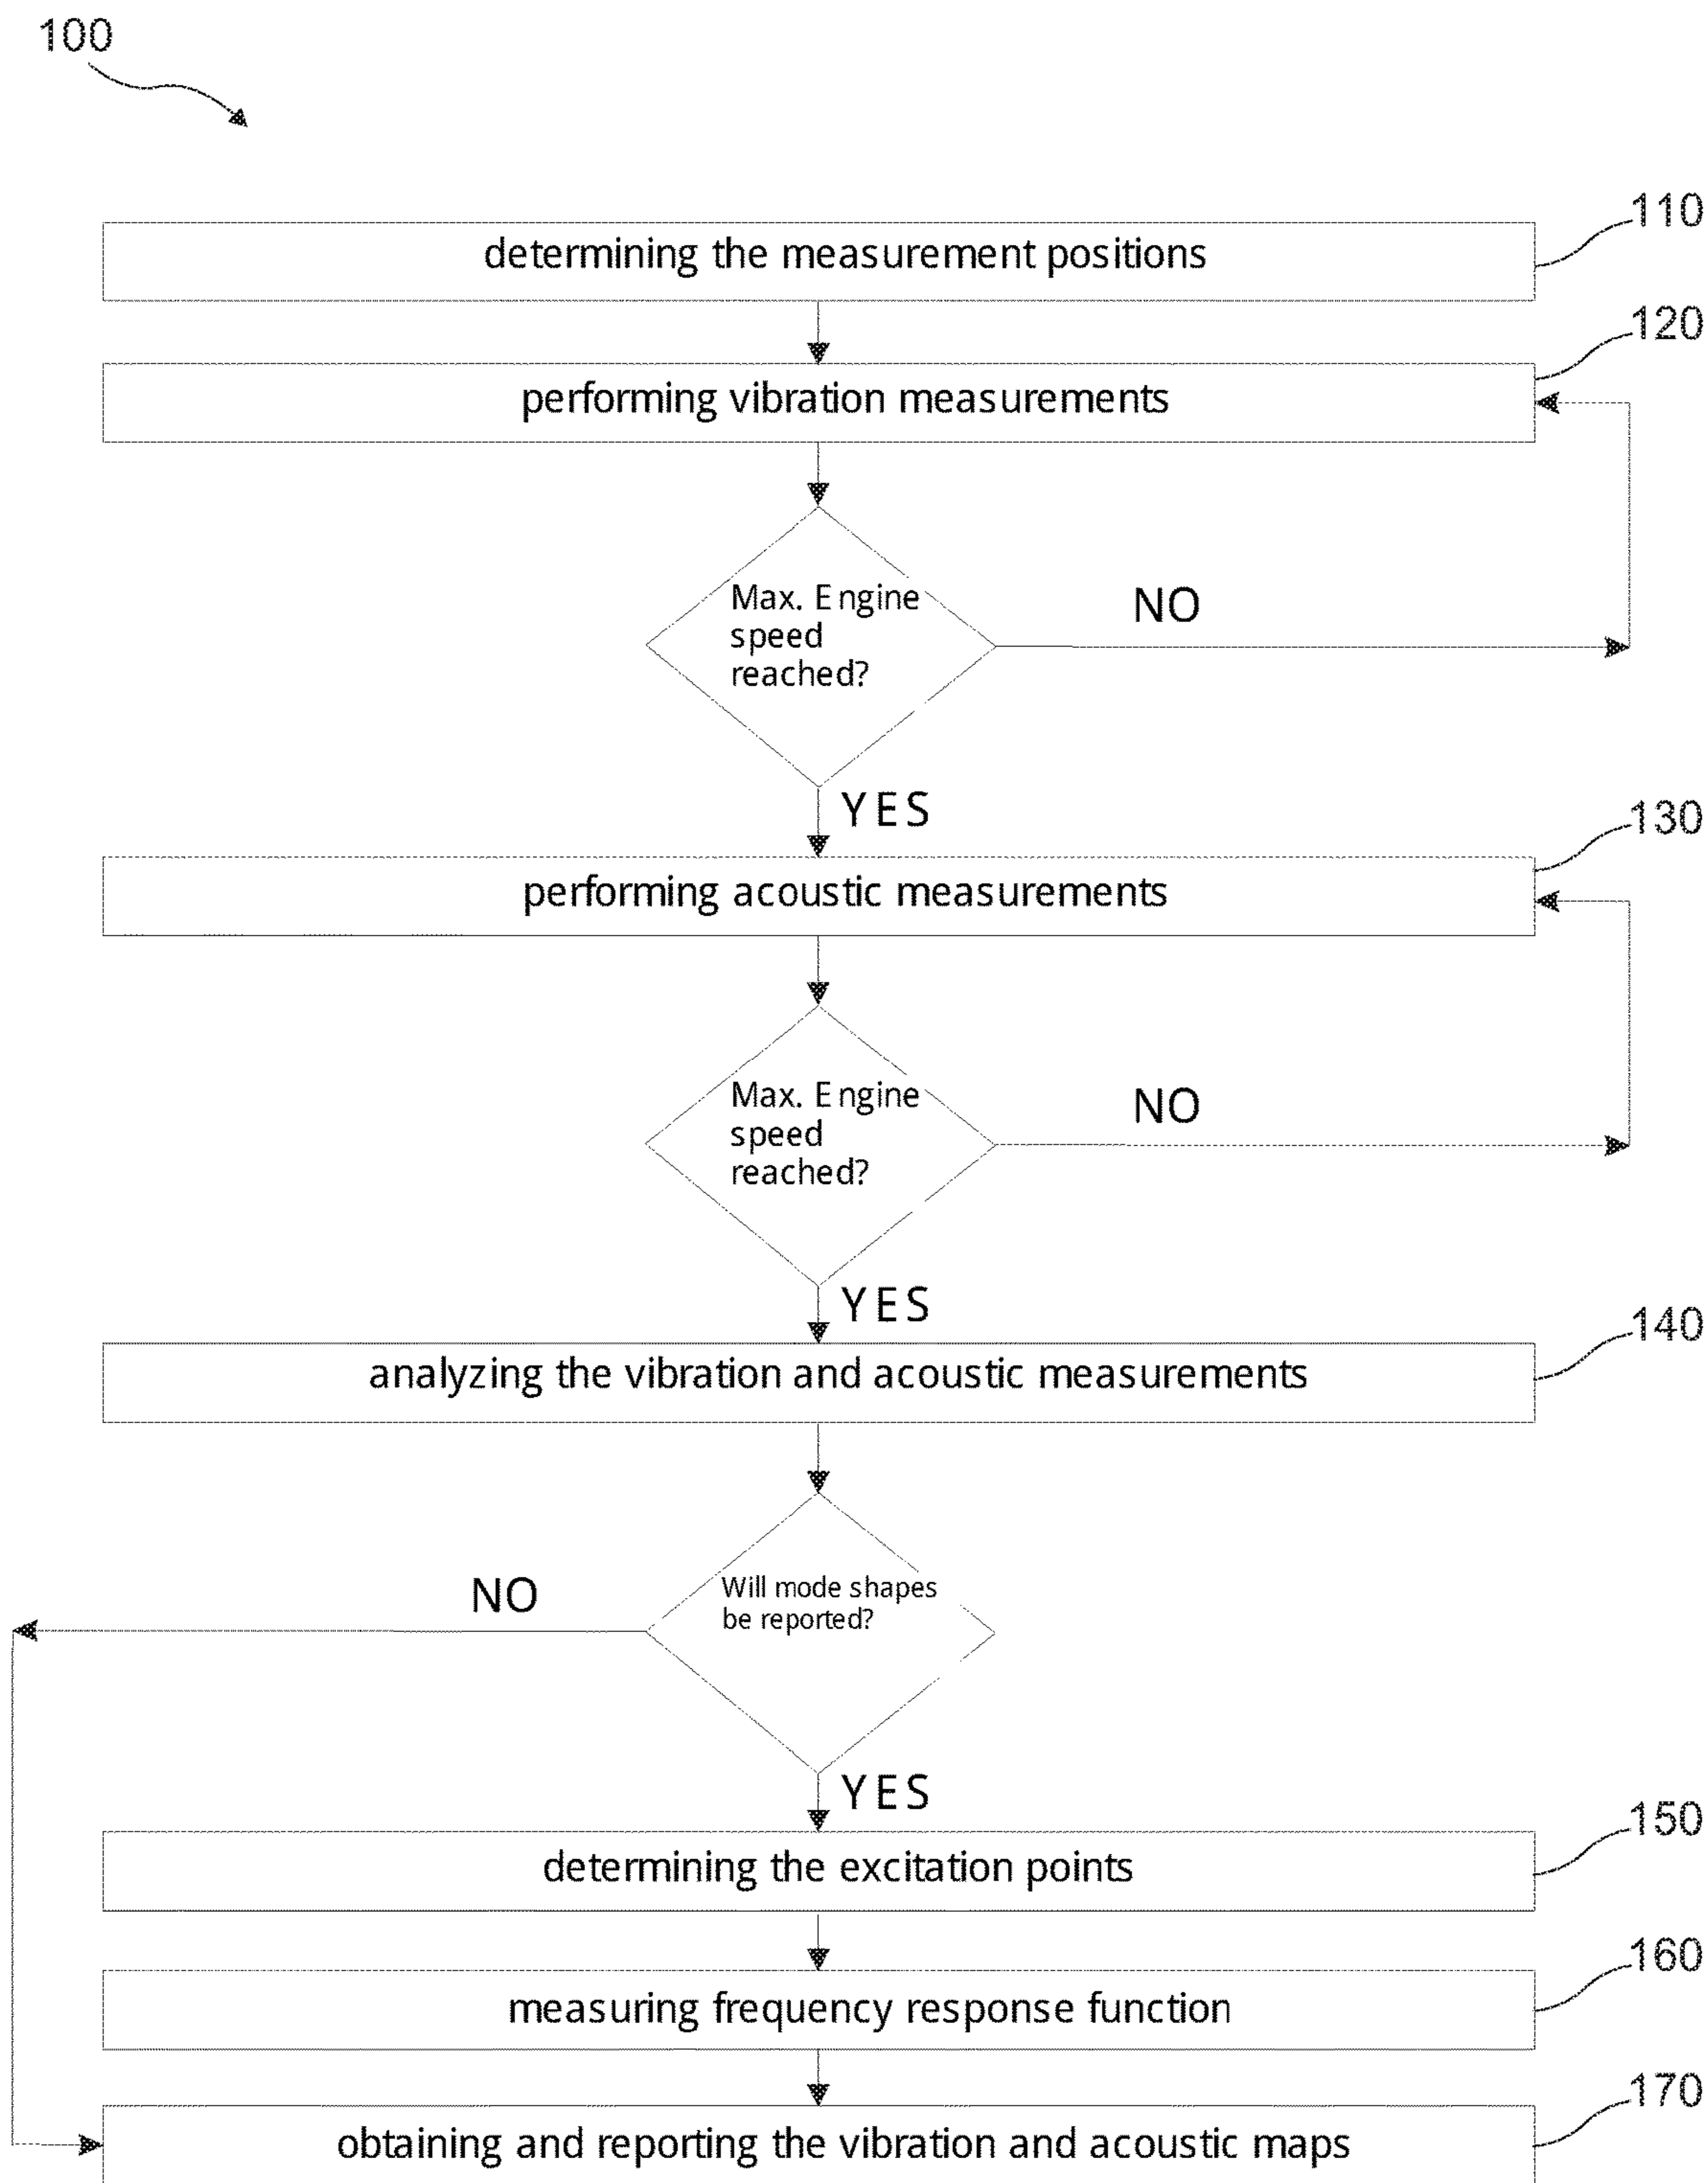 100
110
determining the measurement positions
120
performing vibration measurements
Max. Engine
speed
reached?
NO
YES
130
performing acoustic measurements
Max. Engine
speed
reached?
NO
YES
140
analyzing the vibration and acoustic measurements
Will mode shapes
be reported?
NO
YES
150
determining the excitation points
160
measuring frequency response function
170
obtaining and reporting the vibration and acoustic maps